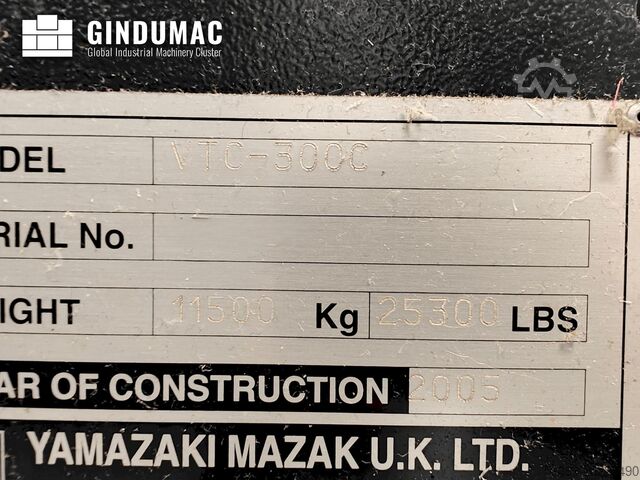 GINDUMAC
Global Industrial Machinery Cluster
DEL VTC-300C
RIAL No.
IGHT 11500 Kg 25300 LBS
AR OF CONSTRUCTION 2005
YAMAZAKI MAZAK U.K. LTD.
490